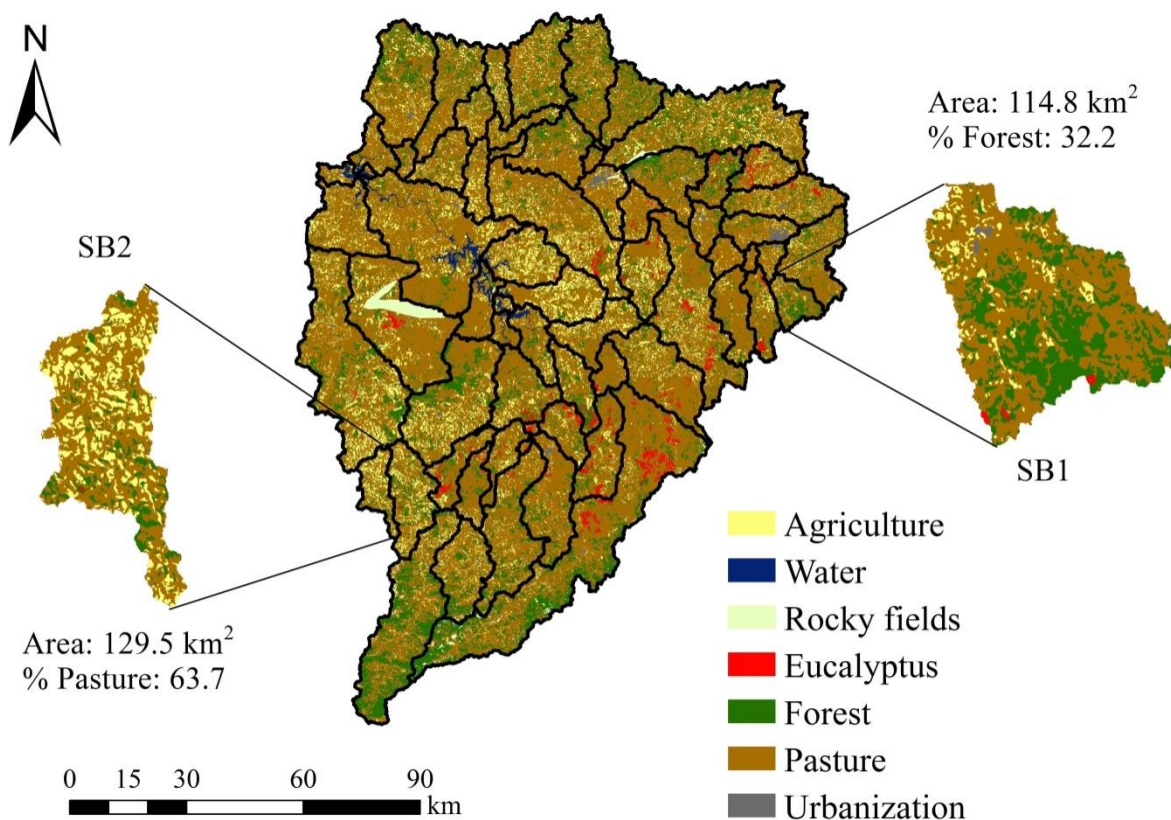 N
Area: 114.8 km²
% Forest: 32.2
SB2
SB1
Agriculture
Water
Rocky fields
Eucalyptus
Forest
Pasture
Urbanization
Area: 129.5 km²
% Pasture: 63.7
0 15 30 60 90
km